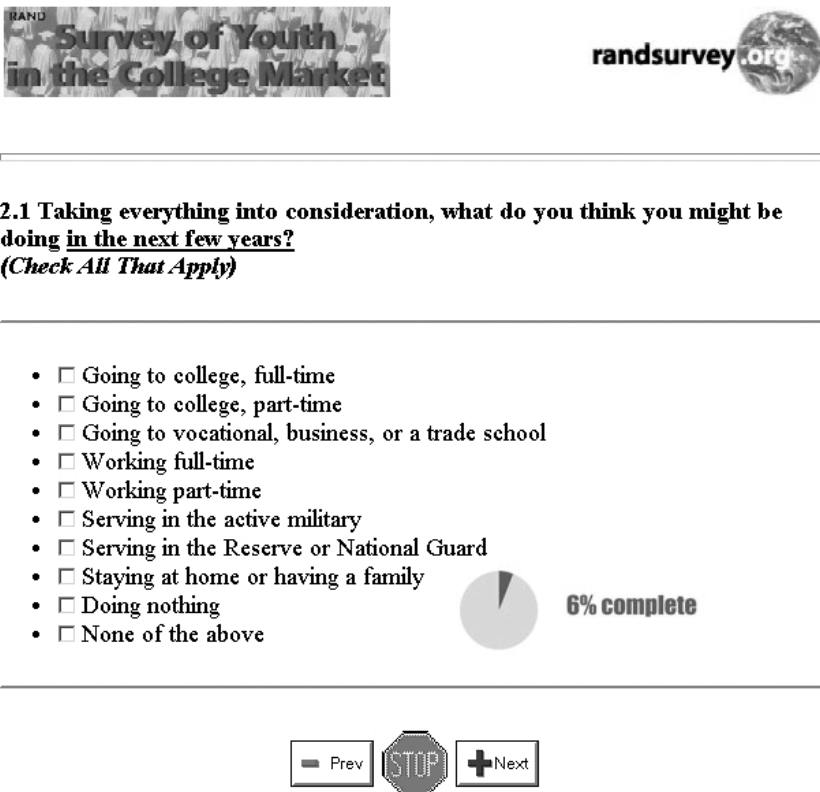 RAND
Survey of Youth
in the College Market
randsurvey.org
2.1 Taking everything into consideration, what do you think you might be
doing in the next few years?
(Check All That Apply)
• Going to college, full-time
• Going to college, part-time
• Going to vocational, business, or a trade school
• Working full-time
• Working part-time
• Serving in the active military
• Serving in the Reserve or National Guard
• Staying at home or having a family
• Doing nothing
• None of the above
6% complete
Prev
STOP
Next